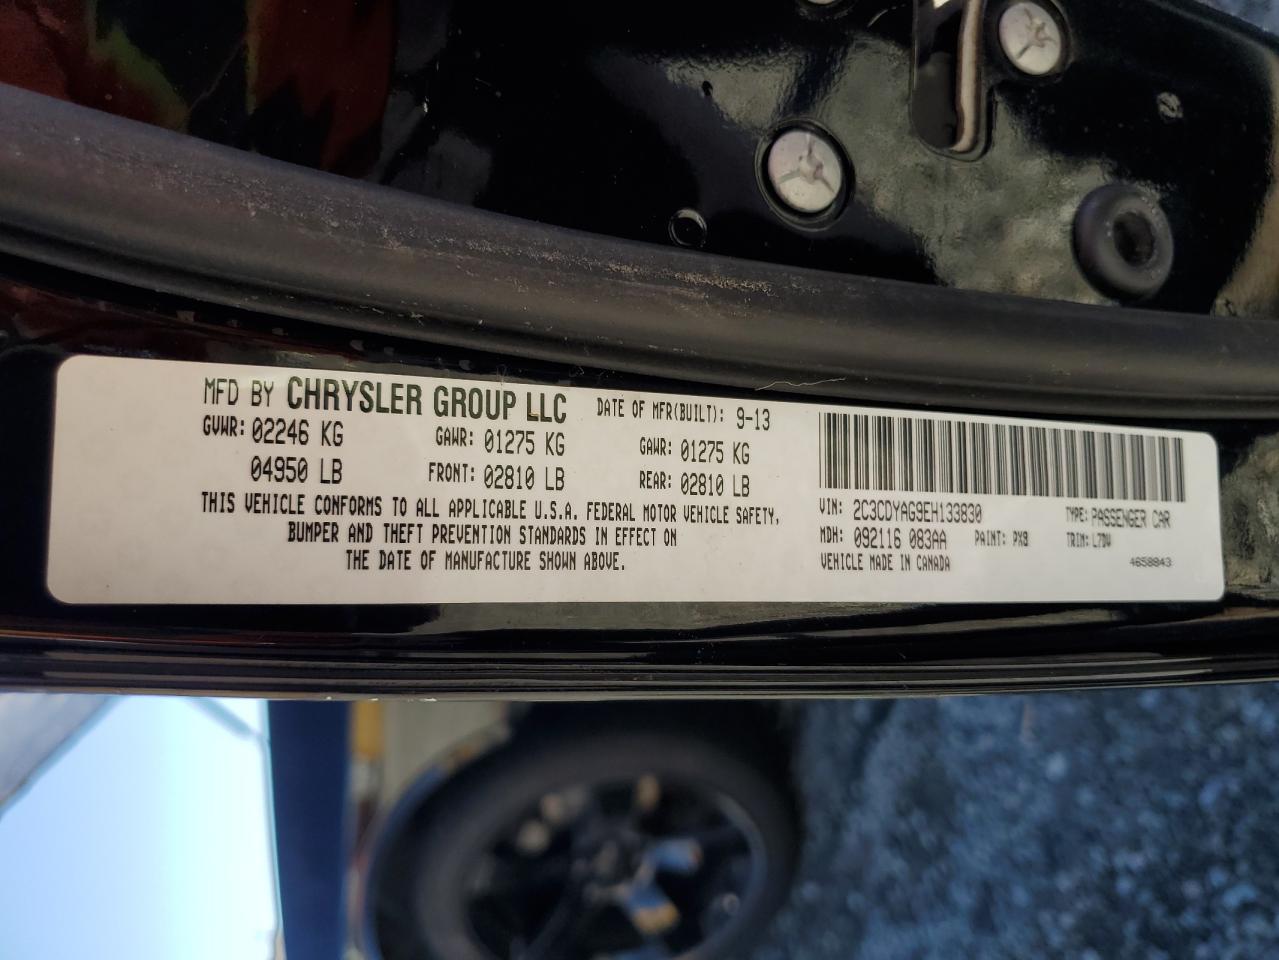 MFD BY CHRYSLER GROUP LLC DATE OF MFR(BUILT): 9-13
GVWR: 02246 KG GAWR: 01275 KG GAWR: 01275 KG
04950 LB FRONT: 02810 LB REAR: 02810 LB
THIS VEHICLE CONFORMS TO ALL APPLICABLE U.S.A. FEDERAL MOTOR VEHICLE SAFETY,
BUMPER AND THEFT PREVENTION STANDARDS IN EFFECT ON
THE DATE OF MANUFACTURE SHOWN ABOVE.
VIN: 2C3CDYAG9EH133830 TYPE: PASSENGER CAR
MDH: 092116 083AA PAINT: PX8 TRIM: L7DV
VEHICLE MADE IN CANADA 4658843